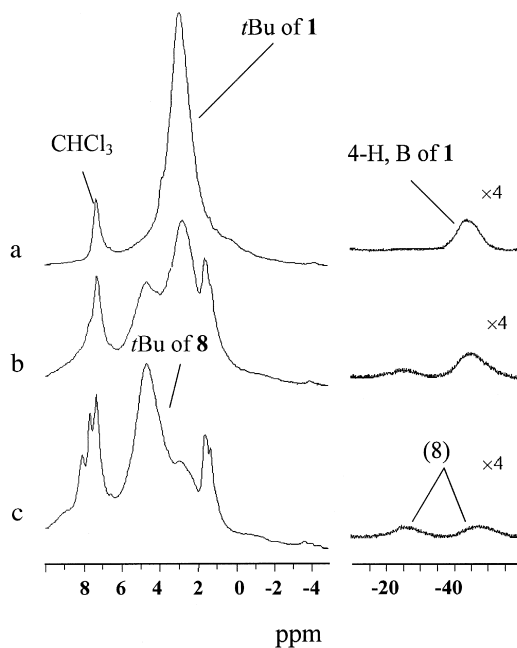 tBu of 1
CHCl3
4-H, B of 1
×4
a
×4
b
tBu of 8
(8)
×4
c
8 6 4 2 0 -2 -4 -20 -40
ppm